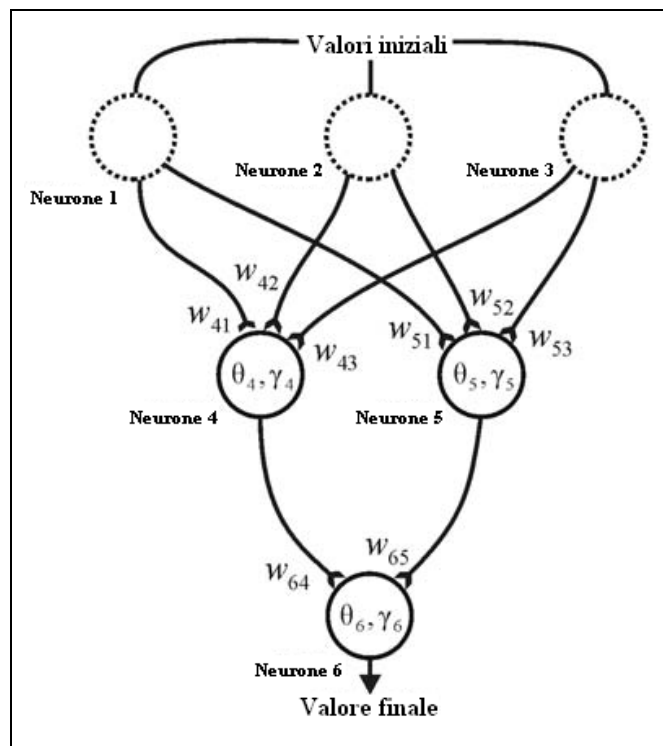 Valori iniziali
Neurone 1
Neurone 2
Neurone 3
w41
w42
w43
w51
w52
w53
θ4, γ4
θ5, γ5
Neurone 4
Neurone 5
w64
w65
θ6, γ6
Neurone 6
Valore finale